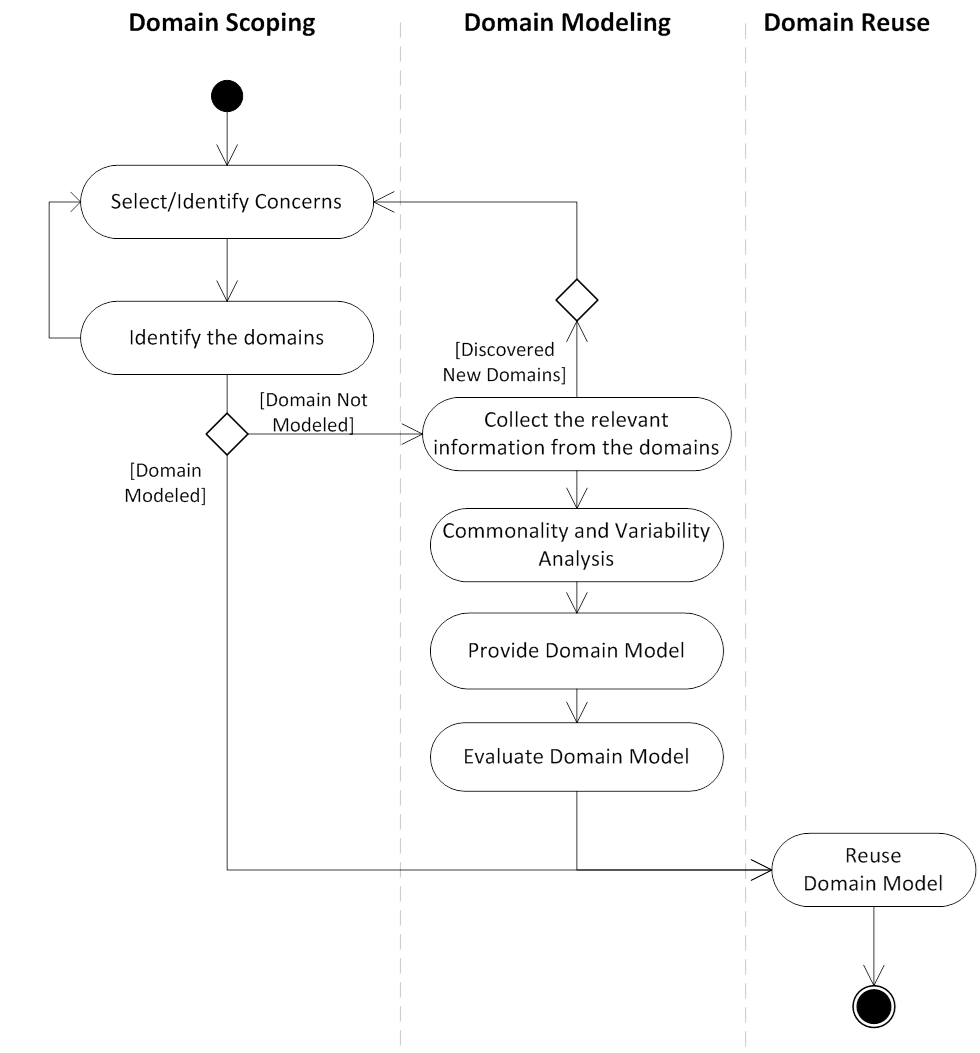 Domain Scoping
Domain Modeling
Domain Reuse
Select/Identify Concerns
Identify the domains
[Domain Not
Modeled]
[Domain
Modeled]
[Discovered
New Domains]
Collect the relevant
information from the domains
Commonality and Variability
Analysis
Provide Domain Model
Evaluate Domain Model
Reuse
Domain Model